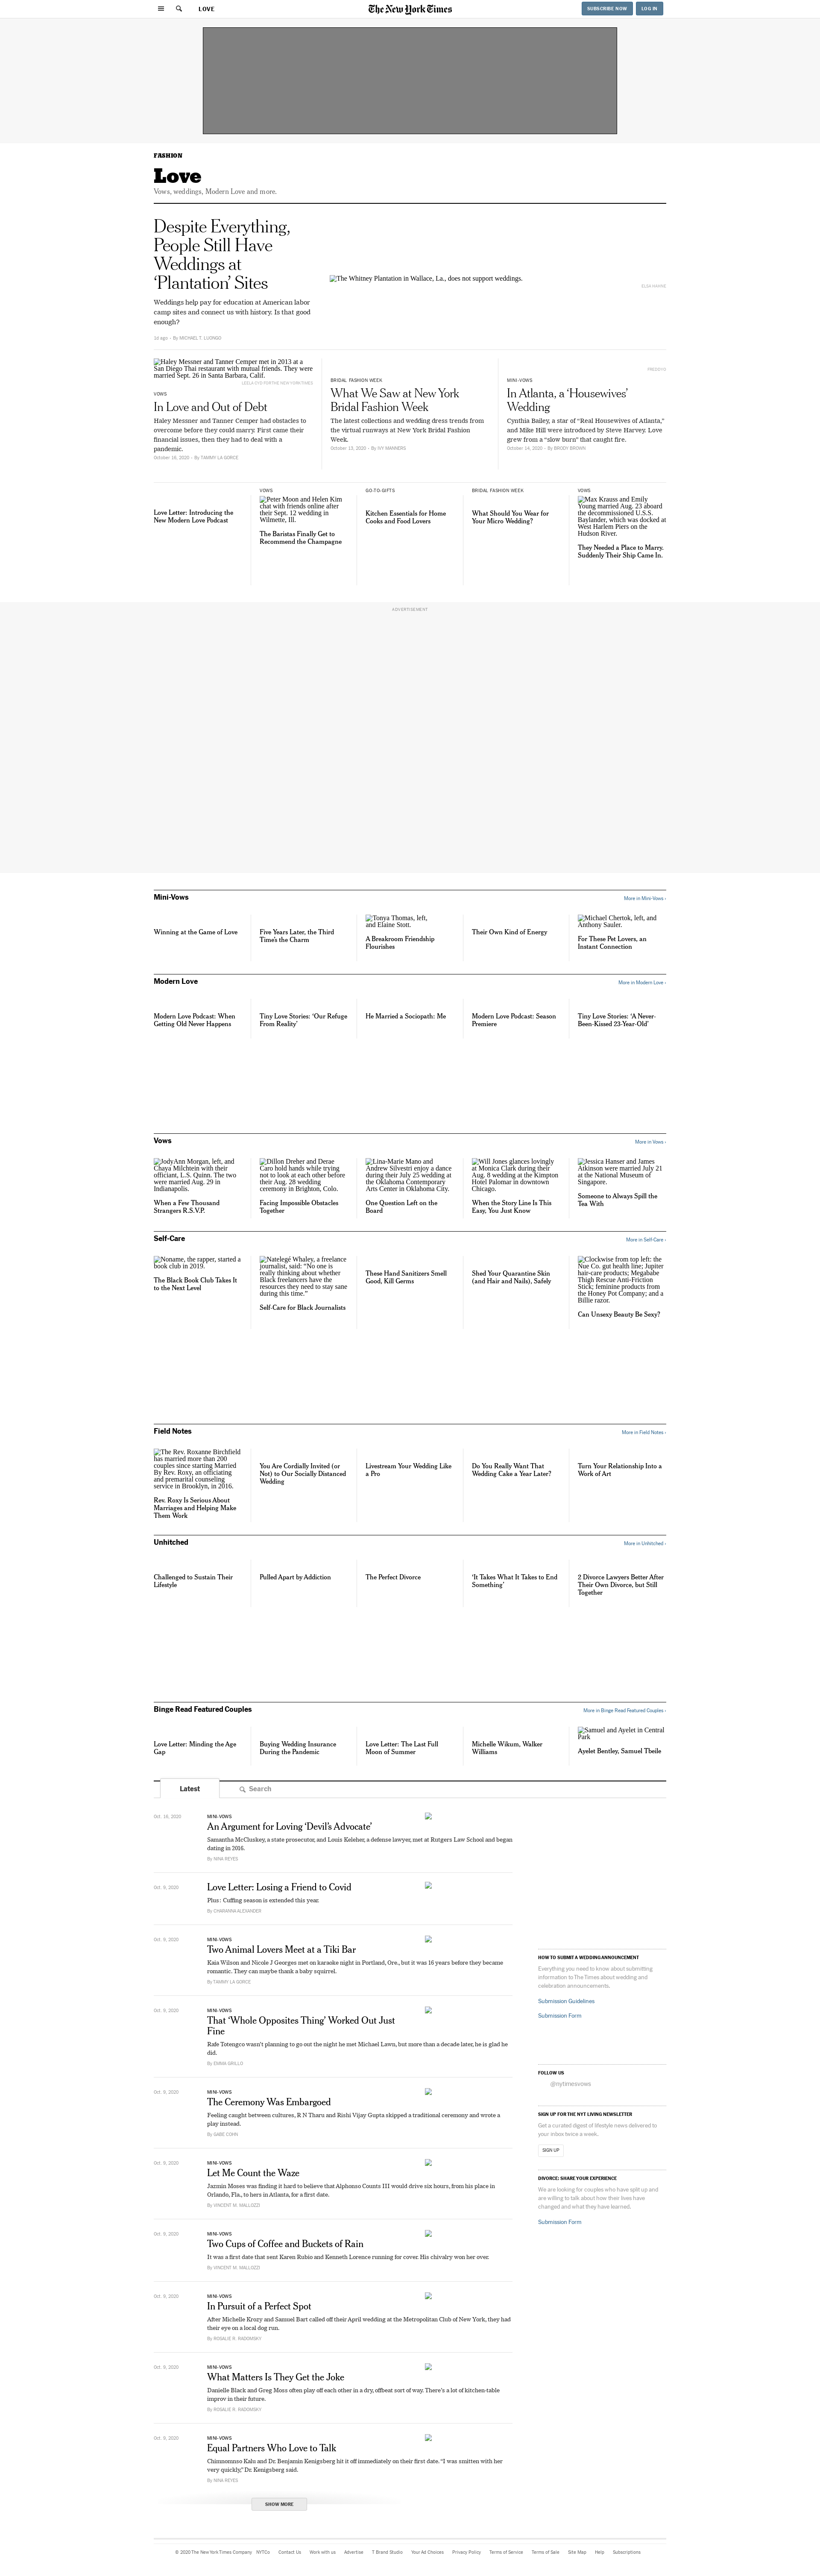 LOVE
The New York Times
SUBSCRIBE NOW
LOG IN
FASHION
Love
Vows, weddings, Modern Love and more.
Despite Everything,
People Still Have
Weddings at
‘Plantation’ Sites
Weddings help pay for education at American labor
camp sites and connect us with history. Is that good
enough?
1d ago · By MICHAEL T. LUONGO
The Whitney Plantation in Wallace, La., does not support weddings.
ELSA HAHNE
Haley Messner and Tanner Cemper met in 2013 at a
San Diego Thai restaurant with mutual friends. They were
married Sept. 26 in Santa Barbara, Calif.
VOWS
In Love and Out of Debt
Haley Messner and Tanner Cemper had obstacles to
overcome before they could marry. First came their
financial issues, then they had to deal with a
pandemic.
October 16, 2020 · By TAMMY LA GORCE
BRIDAL FASHION WEEK
What We Saw at New York
Bridal Fashion Week
The latest collections and wedding dress trends from
the virtual runways at New York Bridal Fashion
Week.
October 13, 2020 · By IVY MANNERS
MINI-VOWS
In Atlanta, a ‘Housewives’
Wedding
Cynthia Bailey, a star of “Real Housewives of Atlanta,”
and Mike Hill were introduced by Steve Harvey. Love
grew from a “slow burn” that caught fire.
October 14, 2020 · By BRODY BROWN
Love Letter: Introducing the
New Modern Love Podcast
VOWS
Peter Moon and Helen Kim
chat with friends online after
their Sept. 12 wedding in
Wilmette, Ill.
The Baristas Finally Get to
Recommend the Champagne
GO-TO-GIFTS
Kitchen Essentials for Home
Cooks and Food Lovers
BRIDAL FASHION WEEK
What Should You Wear for
Your Micro Wedding?
VOWS
Max Krauss and Emily
Young married Aug. 23 aboard
the decommissioned U.S.S.
Baylander, which was docked at
West Harlem Piers on the
Hudson River.
They Needed a Place to Marry.
Suddenly Their Ship Came In.
ADVERTISEMENT
Mini-Vows
More in Mini-Vows ›
Winning at the Game of Love
Five Years Later, the Third
Time’s the Charm
Tonya Thomas, left,
and Elaine Stott.
A Breakroom Friendship
Flourishes
Their Own Kind of Energy
Michael Chertok, left, and
Anthony Sauler.
For These Pet Lovers, an
Instant Connection
Modern Love
More in Modern Love ›
Modern Love Podcast: When
Getting Old Never Happens
Tiny Love Stories: ‘Our Refuge
From Reality’
He Married a Sociopath: Me
Modern Love Podcast: Season
Premiere
Tiny Love Stories: ‘A Never-
Been-Kissed 23-Year-Old’
Vows
More in Vows ›
JodyAnn Morgan, left, and
Chaya Milchtein with their
officiant, L.S. Quinn. The two
were married Aug. 29 in
Indianapolis.
When a Few Thousand
Strangers R.S.V.P.
Dillon Dreher and Derae
Caro hold hands while trying
not to look at each other before
their Aug. 28 wedding
ceremony in Brighton, Colo.
Facing Impossible Obstacles
Together
Lina-Marie Mano and
Andrew Silvestri enjoy a dance
during their July 25 wedding at
the Oklahoma Contemporary
Arts Center in Oklahoma City.
One Question Left on the
Board
Will Jones glances lovingly
at Monica Clark during their
Aug. 8 wedding at the Kimpton
Hotel Palomar in downtown
Chicago.
When the Story Line Is This
Easy, You Just Know
Jessica Hanser and James
Atkinson were married July 21
at the National Museum of
Singapore.
Someone to Always Spill the
Tea With
Self-Care
More in Self-Care ›
Noname, the rapper, started a
book club in 2019.
The Black Book Club Takes It
to the Next Level
Natelegé Whaley, a freelance
journalist, said: “No one is
really thinking about whether
Black freelancers have the
resources they need to stay sane
during this time.”
Self-Care for Black Journalists
These Hand Sanitizers Smell
Good, Kill Germs
Shed Your Quarantine Skin
(and Hair and Nails), Safely
Clockwise from top left: the
Nue Co. gut health line; Jupiter
hair-care products; Megababe
Thigh Rescue Anti-Friction
Stick; feminine products from
the Honey Pot Company; and a
Billie razor.
Can Unsexy Beauty Be Sexy?
Field Notes
More in Field Notes ›
The Rev. Roxanne Birchfield
has married more than 200
couples since starting Married
By Rev. Roxy, an officiating
and premarital counseling
service in Brooklyn, in 2016.
Rev. Roxy Is Serious About
Marriages and Helping Make
Them Work
You Are Cordially Invited (or
Not) to Our Socially Distanced
Wedding
Livestream Your Wedding Like
a Pro
Do You Really Want That
Wedding Cake a Year Later?
Turn Your Relationship Into a
Work of Art
Unhitched
More in Unhitched ›
Challenged to Sustain Their
Lifestyle
Pulled Apart by Addiction
The Perfect Divorce
‘It Takes What It Takes to End
Something’
2 Divorce Lawyers Better After
Their Own Divorce, but Still
Together
Binge Read Featured Couples
More in Binge Read Featured Couples ›
Love Letter: Minding the Age
Gap
Buying Wedding Insurance
During the Pandemic
Love Letter: The Last Full
Moon of Summer
Michelle Wikum, Walker
Williams
Samuel and Ayelet in Central
Park
Ayelet Bentley, Samuel Tbeile
Latest
Search
Oct. 16, 2020
MINI-VOWS
An Argument for Loving ‘Devil’s Advocate’
Samantha McCluskey, a state prosecutor, and Louis Keleher, a defense lawyer, met at Rutgers Law School and began
dating in 2016.
By NINA REYES
Oct. 9, 2020
Love Letter: Losing a Friend to Covid
Plus: Cuffing season is extended this year.
By CHARANNA ALEXANDER
Oct. 9, 2020
MINI-VOWS
Two Animal Lovers Meet at a Tiki Bar
Kaia Wilson and Nicole J Georges met on karaoke night in Portland, Ore., but it was 16 years before they became
romantic. They can maybe thank a baby squirrel.
By TAMMY LA GORCE
Oct. 9, 2020
MINI-VOWS
That ‘Whole Opposites Thing’ Worked Out Just
Fine
Rafe Totengco wasn’t planning to go out the night he met Michael Lawn, but more than a decade later, he is glad he
did.
By EMMA GRILLO
Oct. 9, 2020
MINI-VOWS
The Ceremony Was Embargoed
Feeling caught between cultures, R N Tharu and Rishi Vijay Gupta skipped a traditional ceremony and wrote a
play instead.
By GABE COHN
Oct. 9, 2020
MINI-VOWS
Let Me Count the Waze
Jazmin Moses was finding it hard to believe that Alphonso Counts III would drive six hours, from his place in
Orlando, Fla., to hers in Atlanta, for a first date.
By VINCENT M. MALLOZZI
Oct. 9, 2020
MINI-VOWS
Two Cups of Coffee and Buckets of Rain
It was a first date that sent Karen Rubio and Kenneth Lorence running for cover. His chivalry won her over.
By VINCENT M. MALLOZZI
Oct. 9, 2020
MINI-VOWS
In Pursuit of a Perfect Spot
After Michelle Krozy and Samuel Bart called off their April wedding at the Metropolitan Club of New York, they had
their eye on a local dog run.
By ROSALIE R. RADOMSKY
Oct. 9, 2020
MINI-VOWS
What Matters Is They Get the Joke
Danielle Black and Greg Moss often play off each other in a dry, offbeat sort of way. There’s a lot of kitchen-table
improv in their future.
By ROSALIE R. RADOMSKY
Oct. 9, 2020
MINI-VOWS
Equal Partners Who Love to Talk
Chinmomnso Kalu and Dr. Benjamin Kenigsberg hit it off immediately on their first date. “I was smitten with her
very quickly,” Dr. Kenigsberg said.
By NINA REYES
SHOW MORE
HOW TO SUBMIT A WEDDING ANNOUNCEMENT
Everything you need to know about submitting
information to The Times about wedding and
celebration announcements.
Submission Guidelines
Submission Form
FOLLOW US
@nytimesvows
SIGN UP FOR THE NYT LIVING NEWSLETTER
Get a curated digest of lifestyle news delivered to
your inbox twice a week.
SIGN UP
DIVORCE: SHARE YOUR EXPERIENCE
We are looking for couples who have split up and
are willing to talk about how their lives have
changed and what they have learned.
Submission Form
© 2020 The New York Times Company
NYTCo
Contact Us
Work with us
Advertise
T Brand Studio
Your Ad Choices
Privacy Policy
Terms of Service
Terms of Sale
Site Map
Help
Subscriptions